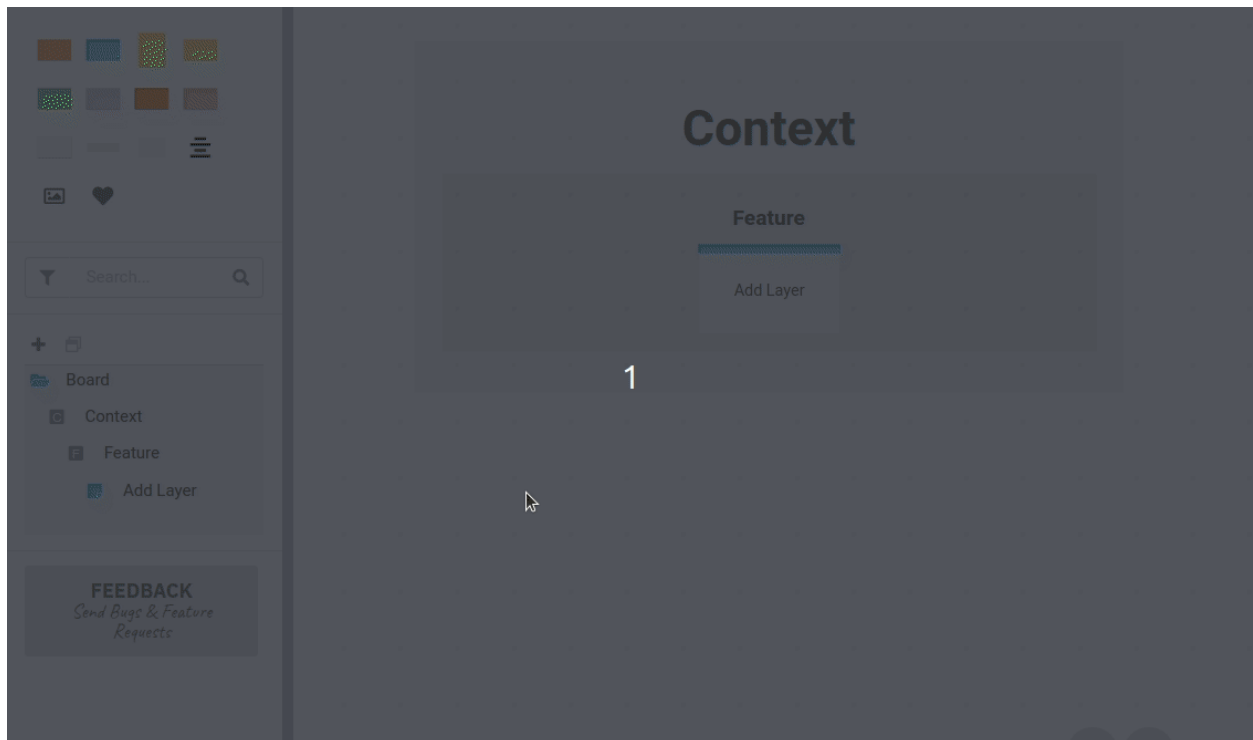 Search...
Board
C Context
F Feature
Add Layer
FEEDBACK
Send Bugs & Feature
Requests
Context
Feature
Add Layer
1